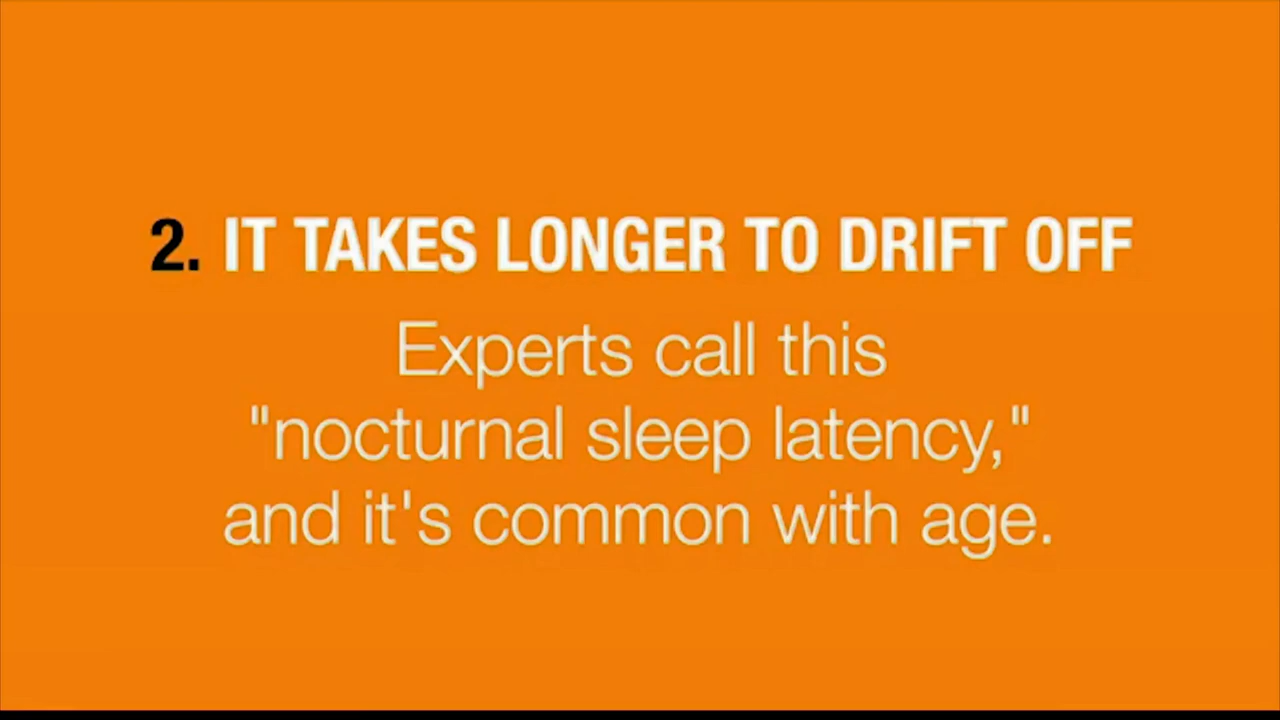 2. IT TAKES LONGER TO DRIFT OFF
Experts call this
"nocturnal sleep latency,"
and it's common with age.